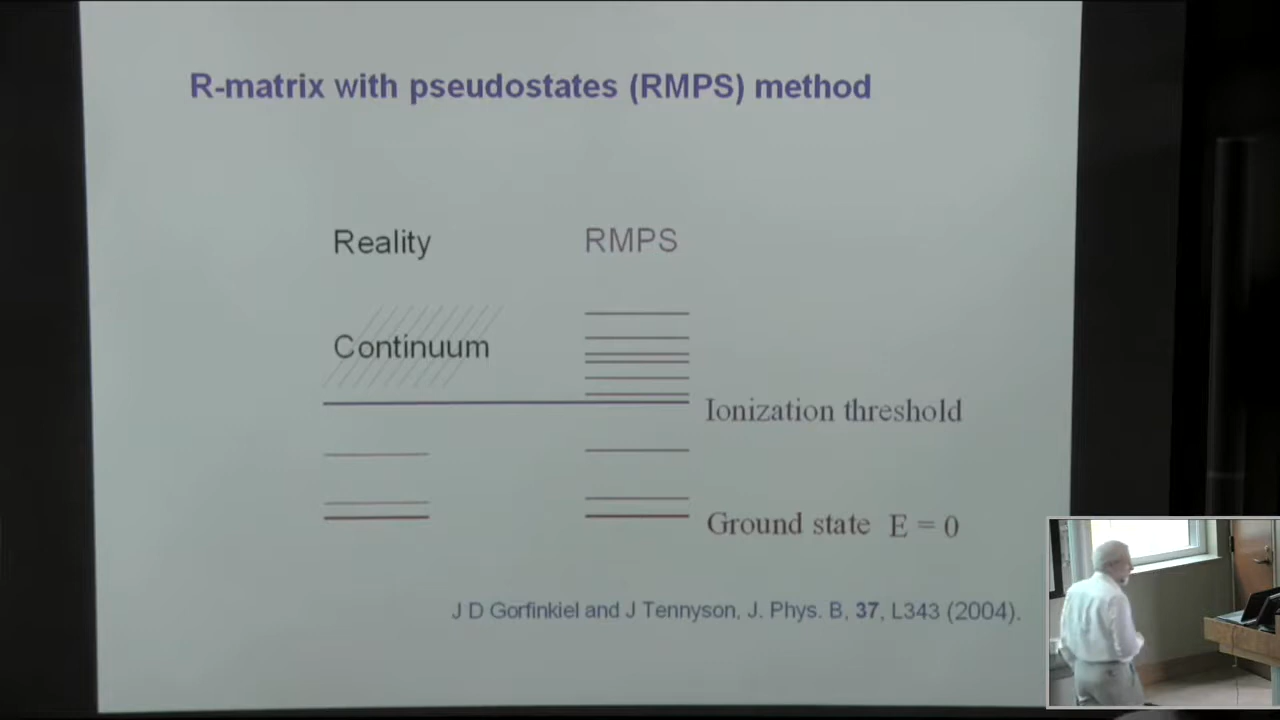 R-matrix with pseudostates (RMPS) method
Reality
RMPS
Continuum
Ionization threshold
Ground state E = 0
J D Gorfinkiel and J Tennyson, J. Phys. B, 37, L343 (2004).